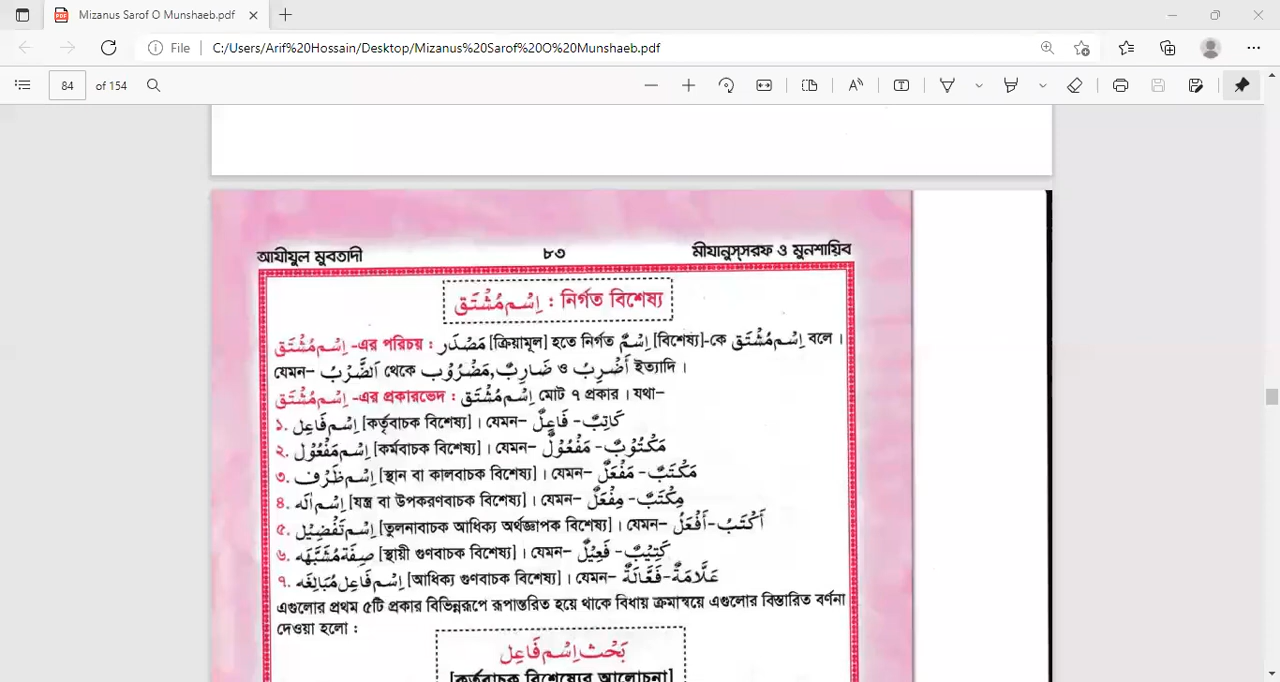 Mizanus Sarof O Munshaeb.pdf
File C:/Users/Arif%20Hossain/Desktop/Mizanus%20Sarof%20O%20Munshaeb.pdf
84 of 154
আযীযুল মুবতাদী ৮৩ মীযানুস্সরফ ও মুনশায়িব
اِسْم مُشْتَق : নির্গত বিশেষ্য
اِسْم مُشْتَق -এর পরিচয় : مَصْدَر [ক্রিয়ামূল] হতে নির্গত اِسْمٌ [বিশেষ্য]-কে اِسْم مُشْتَق বলে।
যেমন– اَلضَّرْبُ থেকে ضَارِبٌ ,مَضْرُوْبٌ ও أَضْرِبُ ইত্যাদি।
اِسْم مُشْتَق -এর প্রকারভেদ : اِسْم مُشْتَق মোট ৭ প্রকার। যথা–
১. اِسْم فَاعِل [কর্তৃবাচক বিশেষ্য]। যেমন– فَاعِلٌ - كَاتِبٌ
২. اِسْم مَفْعُوْل [কর্মবাচক বিশেষ্য]। যেমন– مَفْعُوْلٌ - مَكْتُوْبٌ
৩. اِسْم ظَرْف [স্থান বা কালবাচক বিশেষ্য]। যেমন– مَفْعَلٌ - مَكْتَبٌ
৪. اِسْم اٰلَه [যন্ত্র বা উপকরণবাচক বিশেষ্য]। যেমন– مِفْعَلٌ - مِكْتَبٌ
৫. اِسْم تَفْضِيْل [তুলনাবাচক আধিক্য অর্থজ্ঞাপক বিশেষ্য]। যেমন– أَفْعَلُ - أَكْتَبُ
৬. صِفَة مُشَبَّهَه [স্থায়ী গুণবাচক বিশেষ্য]। যেমন– فَعِيْلٌ - كَتِيْبٌ
৭. اِسْم فَاعِل مُبَالِغَه [আধিক্য গুণবাচক বিশেষ্য]। যেমন– فَعَّالَةٌ - عَلَّامَةٌ
এগুলোর প্রথম ৫টি প্রকার বিভিন্নরূপে রূপান্তরিত হয়ে থাকে বিধায় ক্রমান্বয়ে এগুলোর বিস্তারিত বর্ণনা
দেওয়া হলো :
بَحْث اِسْم فَاعِل
[কর্তৃবাচক বিশেষ্যের আলোচনা]